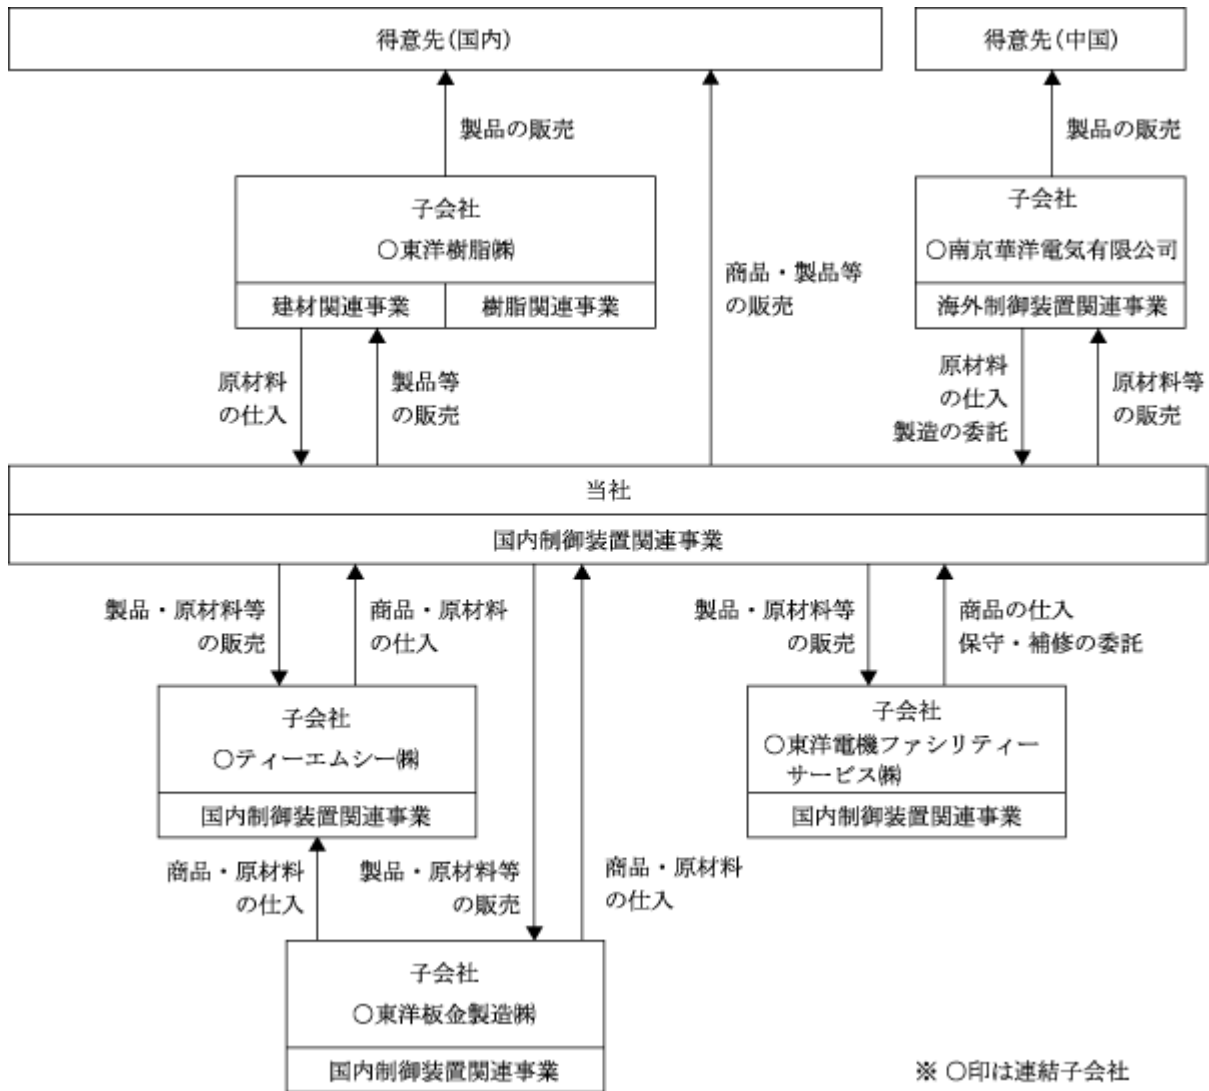 得意先(国内)
得意先(中国)
製品の販売
製品の販売
子会社
〇東洋樹脂㈱
建材関連事業
樹脂関連事業
商品・製品等
の販売
子会社
〇南京華洋電気有限公司
海外制御装置関連事業
原材料
の仕入
製品等
の販売
原材料
の仕入
製造の委託
原材料等
の販売
当社
国内制御装置関連事業
製品・原材料等
の販売
商品・原材料
の仕入
製品・原材料等
の販売
商品の仕入
保守・補修の委託
子会社
〇ティーエムシー㈱
国内制御装置関連事業
子会社
〇東洋電機ファシリティー
サービス㈱
国内制御装置関連事業
商品・原材料
の仕入
製品・原材料等
の販売
商品・原材料
の仕入
子会社
〇東洋板金製造㈱
国内制御装置関連事業
※ 〇印は連結子会社